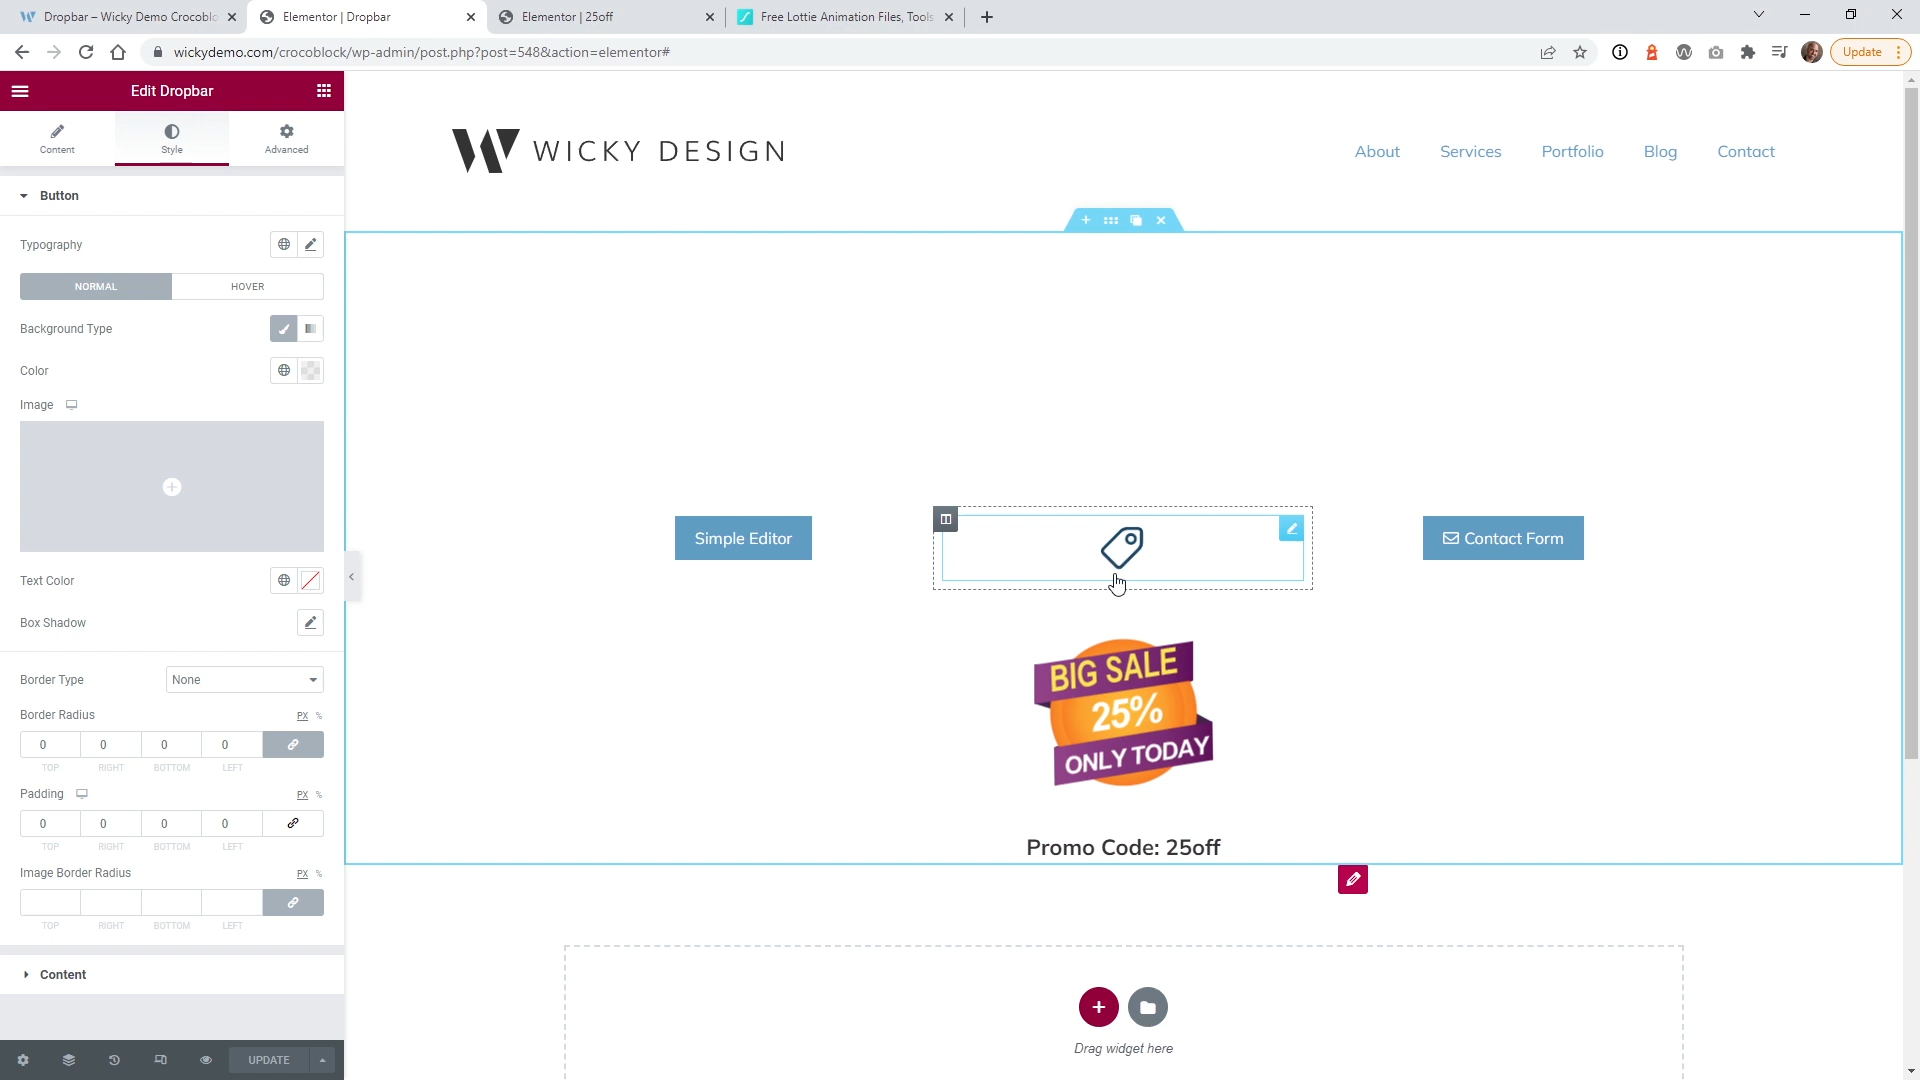 Dropbar – Wicky Demo Crocoblo
Elementor | Dropbar
Elementor | 25off
Free Lottie Animation Files, Tools
wickydemo.com/crocoblock/wp-admin/post.php?post=548&action=elementor#
Update
Edit Dropbar
Content
Style
Advanced
Button
Typography
NORMAL
HOVER
Background Type
Color
Image
Text Color
Box Shadow
Border Type
None
Border Radius
PX %
0 0 0 0
TOP RIGHT BOTTOM LEFT
Padding
PX %
0 0 0 0
TOP RIGHT BOTTOM LEFT
Image Border Radius
PX %
TOP RIGHT BOTTOM LEFT
Content
UPDATE
WICKY DESIGN
About
Services
Portfolio
Blog
Contact
Simple Editor
Contact Form
BIG SALE
25%
ONLY TODAY
Promo Code: 25off
Drag widget here